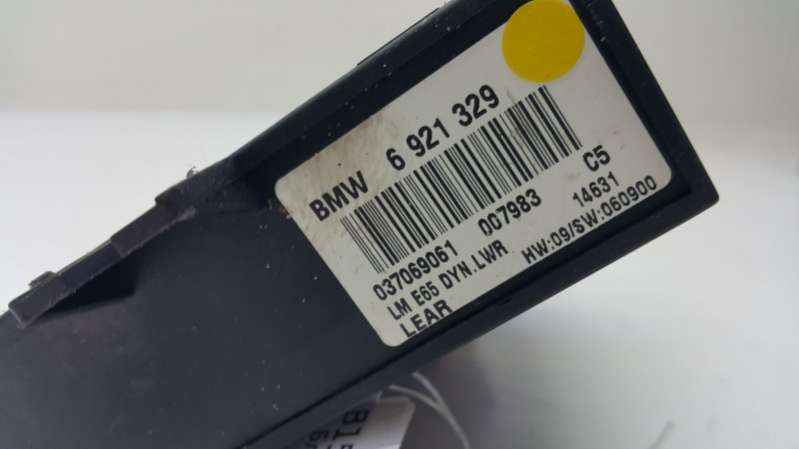 BMW 6 921 329
037069061 007983 C5
LM E65 DYN.LWR 14631
LEAR HW:09/SW:060900